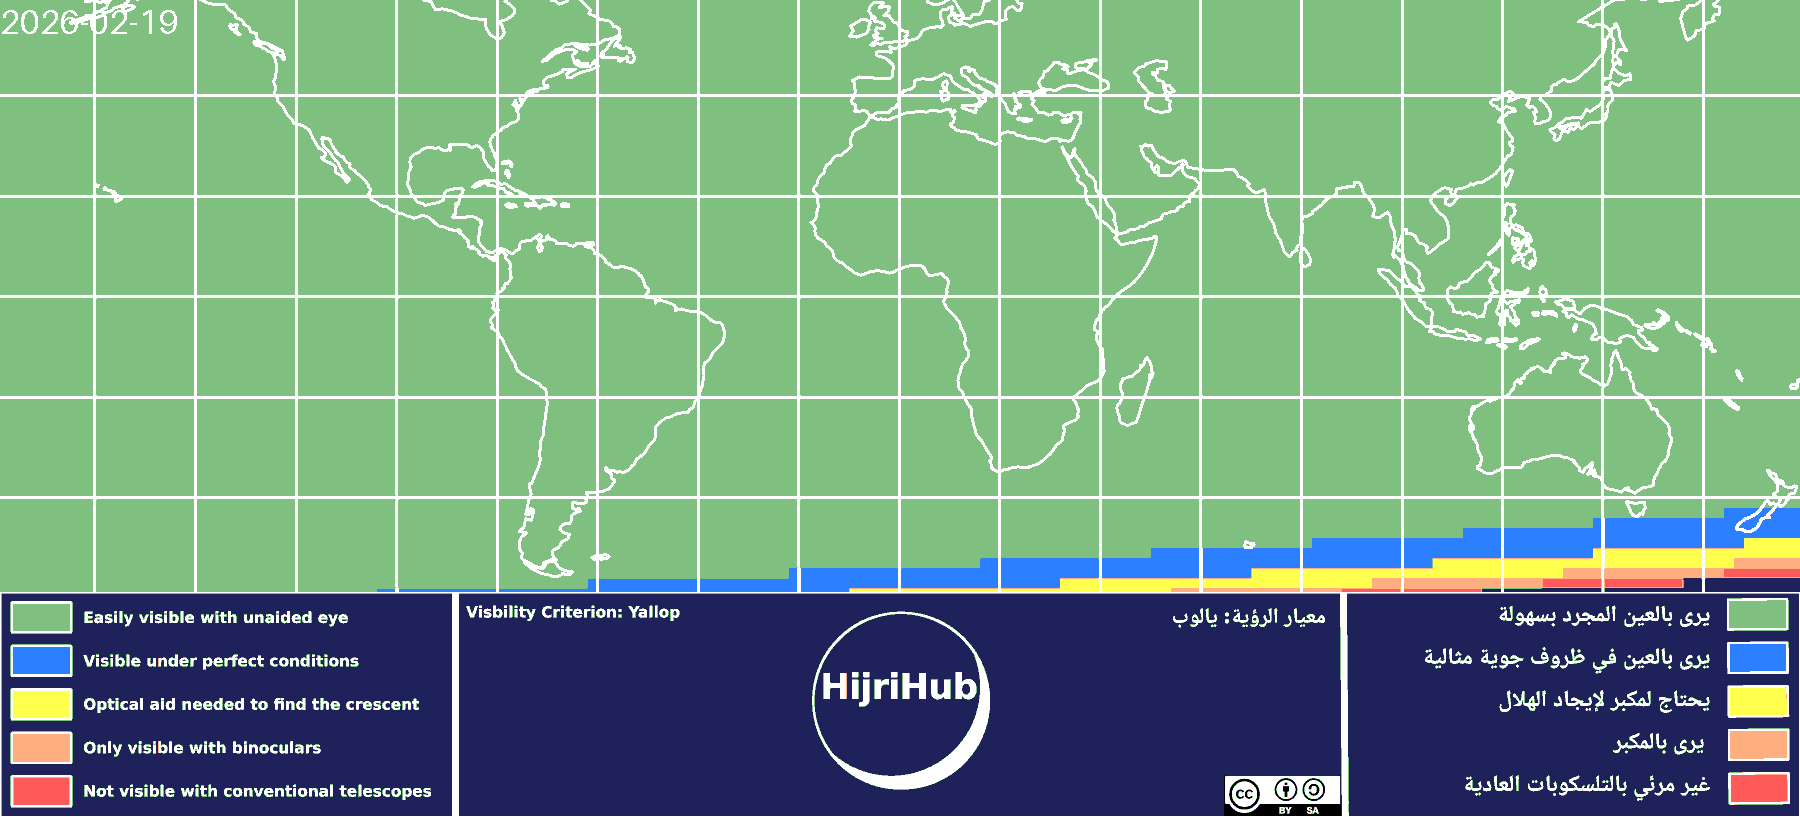 2026-02-19
Easily visible with unaided eye
Visible under perfect conditions
Optical aid needed to find the crescent
Only visible with binoculars
Not visible with conventional telescopes
Visbility Criterion: Yallop
معيار الرؤية: يالوب
HijriHub
cc
BY SA
يرى بالعين المجرد بسهولة
يرى بالعين في ظروف جوية مثالية
يحتاج لمكبر لإيجاد الهلال
يرى بالمكبر
غير مرئي بالتلسكوبات العادية